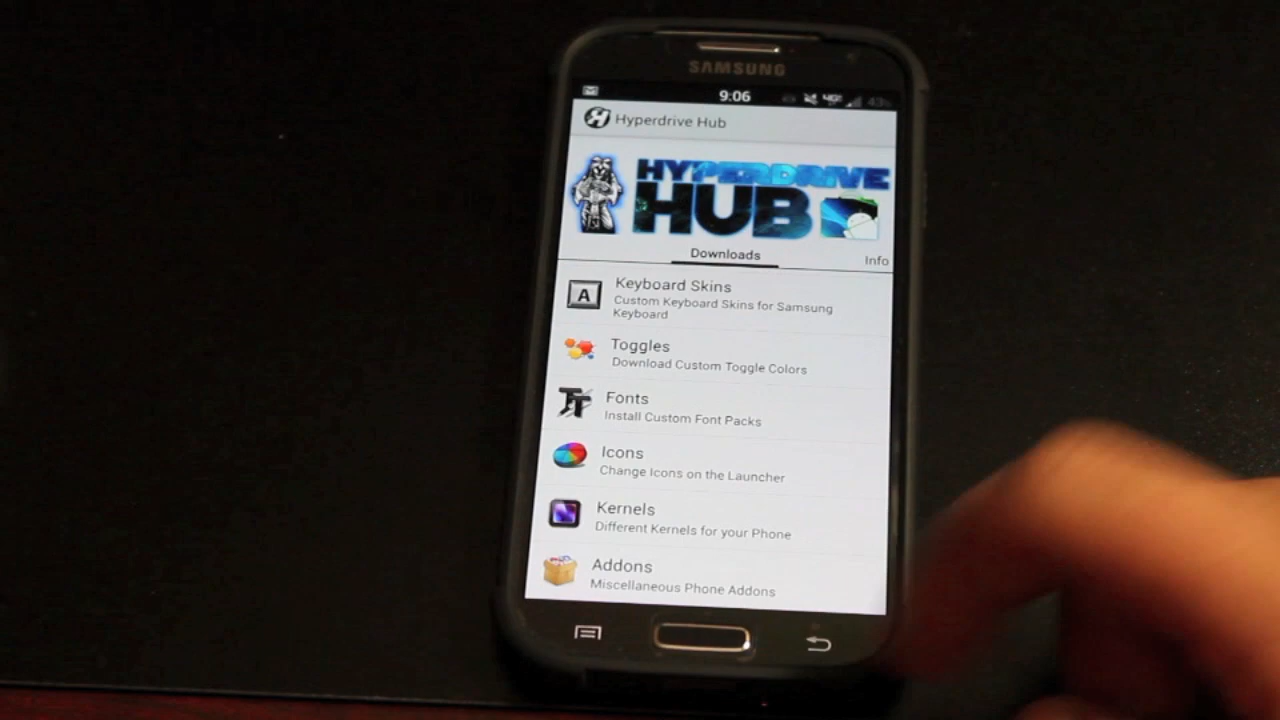 SAMSUNG
9:06
43%
Hyperdrive Hub
HYPERDRIVE
HUB
Downloads
Info
A
Keyboard Skins
Custom Keyboard Skins for Samsung
Keyboard
Toggles
Download Custom Toggle Colors
TT
Fonts
Install Custom Font Packs
Icons
Change Icons on the Launcher
Kernels
Different Kernels for your Phone
Addons
Miscellaneous Phone Addons